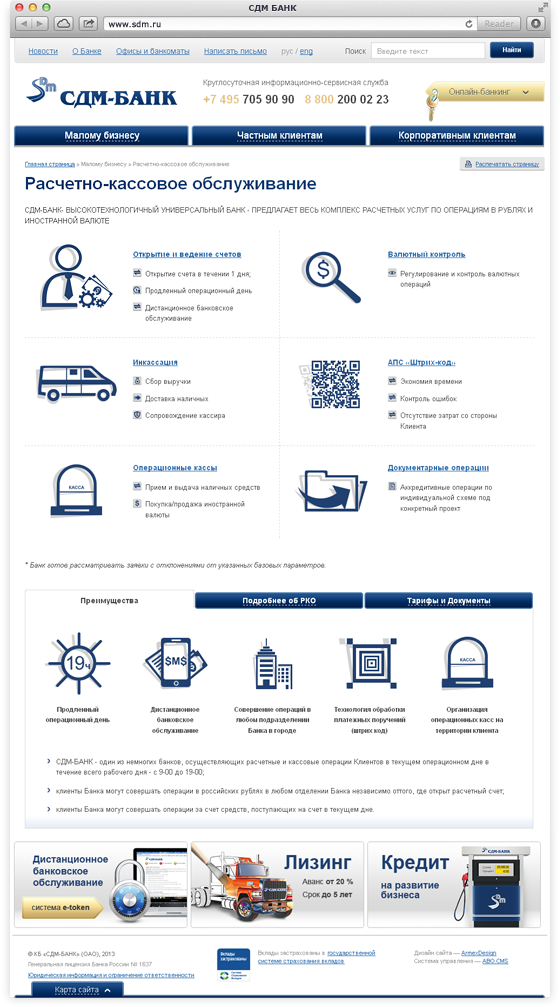 СДМ БАНК
www.sdm.ru
Reader
Новости О Банке Офисы и банкоматы Написать письмо рус / eng Поиск Введите текст Найти
Sdm СДМ-БАНК
Круглосуточная информационно-сервисная служба
+7 495 705 90 90 8 800 200 02 23
Онлайн-банкинг
Малому бизнесу Частным клиентам Корпоративным клиентам
Главная страница » Малому бизнесу » Расчетно-кассовое обслуживание
Распечатать страницу
Расчетно-кассовое обслуживание
СДМ-БАНК- ВЫСОКОТЕХНОЛОГИЧНЫЙ УНИВЕРСАЛЬНЫЙ БАНК - ПРЕДЛАГАЕТ ВЕСЬ КОМПЛЕКС РАСЧЕТНЫХ УСЛУГ ПО ОПЕРАЦИЯМ В РУБЛЯХ И
ИНОСТРАННОЙ ВАЛЮТЕ
Открытие и ведение счетов
Открытие счета в течении 1 дня;
Продленный операционный день
Дистанционное банковское
обслуживание
$
Валютный контроль
Регулирование и контроль валютных
операций
Инкассация
Сбор выручки
Доставка наличных
Сопровождение кассира
АПС «Штрих-код»
Экономия времени
Контроль ошибок
Отсутствие затрат со стороны
Клиента
КАССА
Операционные кассы
Прием и выдача наличных средств
Покупка/продажа иностранной
валюты
Документарные операции
Аккредитивные операции по
индивидуальной схеме под
конкретный проект
* Банк готов рассматривать заявки с отклонениями от указанных базовых параметров.
Преимущества Подробнее об РКО Тарифы и Документы
19ч
$M$
КАССА
Продленный
операционный день
Дистанционное
банковское
обслуживание
Совершение операций в
любом подразделении
Банка в городе
Технология обработки
платежных поручений
(штрих код)
Организация
операционных касс на
территории клиента
СДМ-БАНК - один из немногих банков, осуществляющих расчетные и кассовые операции Клиентов в текущем операционном дне в
течение всего рабочего дня - с 9-00 до 19-00;
клиенты Банка могут совершать операции в российских рублях в любом отделении Банка независимо оттого, где открыт расчетный счет;
клиенты Банка могут совершать операции за счет средств, поступающих на счет в текущем дне.
Дистанционное
банковское
обслуживание
система e-token
Лизинг
Аванс от 20 %
Срок до 5 лет
Кредит
на развитие
бизнеса
СДМ-БАНК
© КБ «СДМ-БАНК» (ОАО), 2013
Генеральная лицензия Банка России № 1637
Юридическая информация и ограничение ответственности
Вклады
застрахованы
Вклады застрахованы в государственной
системе страхования вкладов
Дизайн сайта — ArmexDesign
Система управления — ABO.CMS
Карта сайта